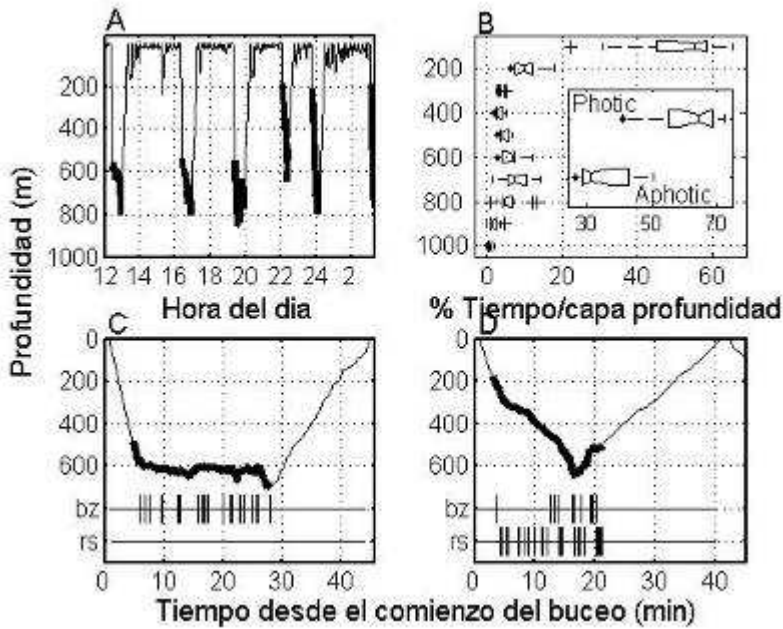 A
B
200
400
600
800
1000
12 14 16 18 20 22 24 2
Hora del dia
Profundidad (m)
200
400
600
800
1000
0 20 40 60
Photic
Aphotic
30 50 70
% Tiempo/capa profundidad
C
D
0
200
400
600
bz
rs
0 10 20 30 40
0
200
400
600
bz
rs
0 10 20 30 40
Tiempo desde el comienzo del buceo (min)